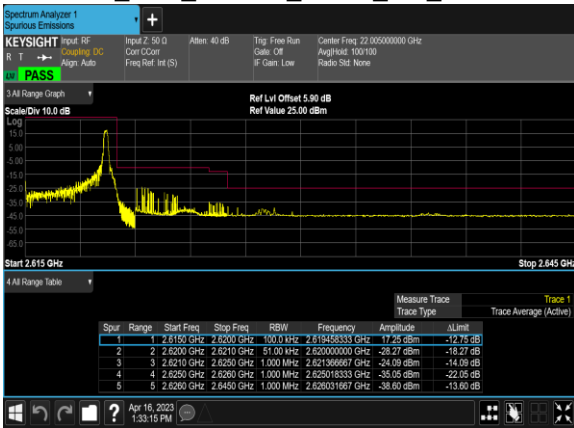 Spectrum Analyzer 1
Spurious Emissions
KEYSIGHT Input: RF
R T Coupling: DC
Align: Auto
Input Z: 50 Ω
Corr CCorr
Freq Ref: Int (S)
Atten: 40 dB
Trig: Free Run
Gate: Off
IF Gain: Low
Center Freq: 22.005000000 GHz
Avg|Hold: 100/100
Radio Std: None
PASS
3 All Range Graph
Ref Lvl Offset 5.90 dB
Scale/Div 10.0 dB
Ref Value 25.00 dBm
Log
15.0
5.00
-5.00
-15.0
-25.0
-35.0
-45.0
-55.0
-65.0
Start 2.615 GHz
Stop 2.645 GHz
4 All Range Table
Measure Trace Trace 1
Trace Type Trace Average (Active)
Spur Range Start Freq Stop Freq RBW Frequency Amplitude ΔLimit
1 1 2.6150 GHz 2.6200 GHz 100.0 kHz 2.619458333 GHz 17.25 dBm -12.75 dB
2 2 2.6200 GHz 2.6210 GHz 51.00 kHz 2.620000000 GHz -28.27 dBm -18.27 dB
3 3 2.6210 GHz 2.6250 GHz 1.000 MHz 2.621366667 GHz -24.09 dBm -14.09 dB
4 4 2.6250 GHz 2.6260 GHz 1.000 MHz 2.625018333 GHz -35.05 dBm -22.05 dB
5 5 2.6260 GHz 2.6450 GHz 1.000 MHz 2.626031667 GHz -38.60 dBm -13.60 dB
?
Apr 16, 2023
1:33:15 PM